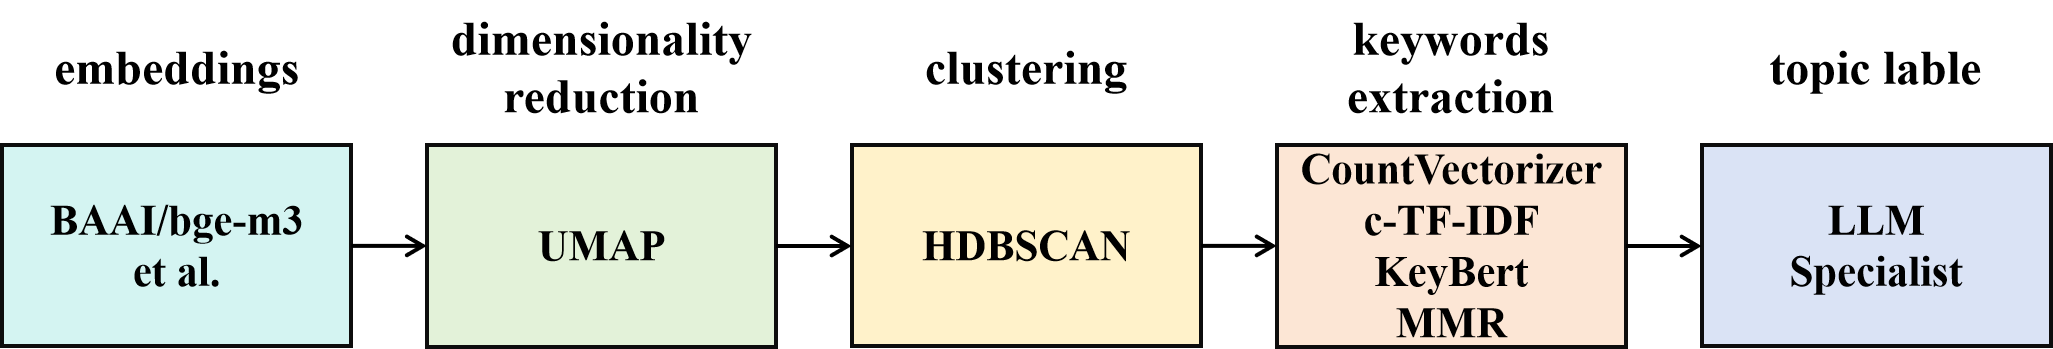 embeddings
dimensionality
reduction
clustering
keywords
extraction
topic lable
BAAI/bge-m3
et al.
UMAP
HDBSCAN
CountVectorizer
c-TF-IDF
KeyBert
MMR
LLM
Specialist